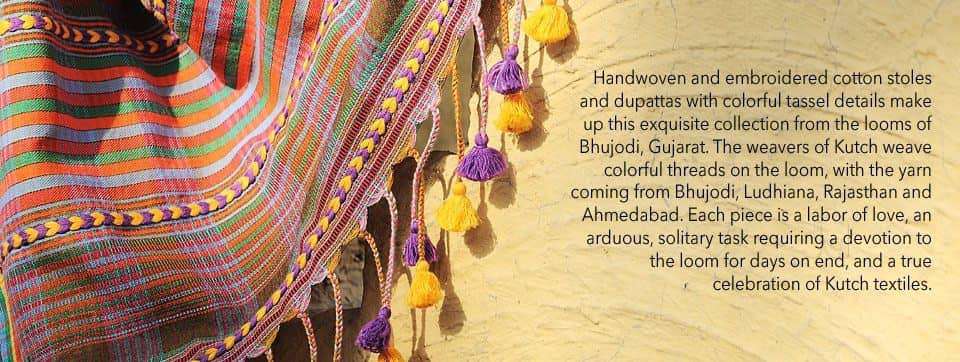 Handwoven and embroidered cotton stoles
and dupattas with colorful tassel details make
up this exquisite collection from the looms of
Bhujodi, Gujarat. The weavers of Kutch weave
colorful threads on the loom, with the yarn
coming from Bhujodi, Ludhiana, Rajasthan and
Ahmedabad. Each piece is a labor of love, an
arduous, solitary task requiring a devotion to
the loom for days on end, and a true
celebration of Kutch textiles.